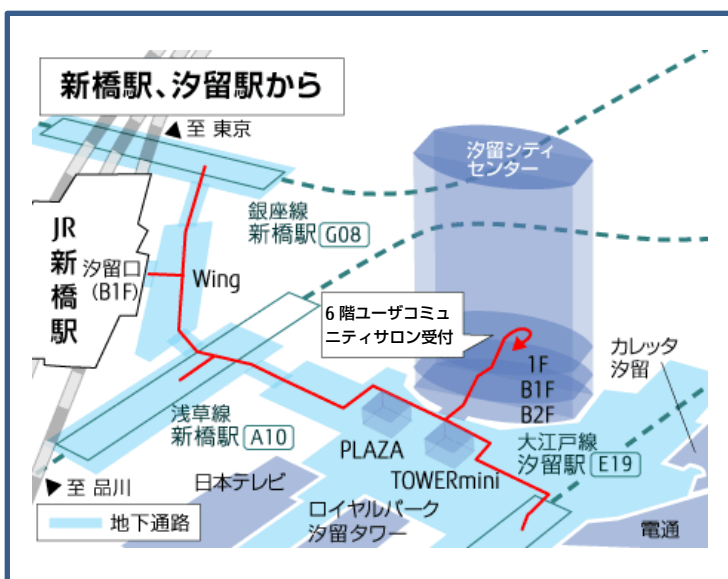 新橋駅、汐留駅から
▲至 東京
汐留シティ
センター
銀座線
新橋駅 G08
JR
新
橋
駅
汐留口
(B1F)
Wing
6 階ユーザコミュ
ニティサロン受付
カレッタ
汐留
1F
B1F
B2F
浅草線
新橋駅 A10
大江戸線
汐留駅 E19
PLAZA
TOWERmini
▼至 品川
日本テレビ
ロイヤルパーク
汐留タワー
電通
地下通路